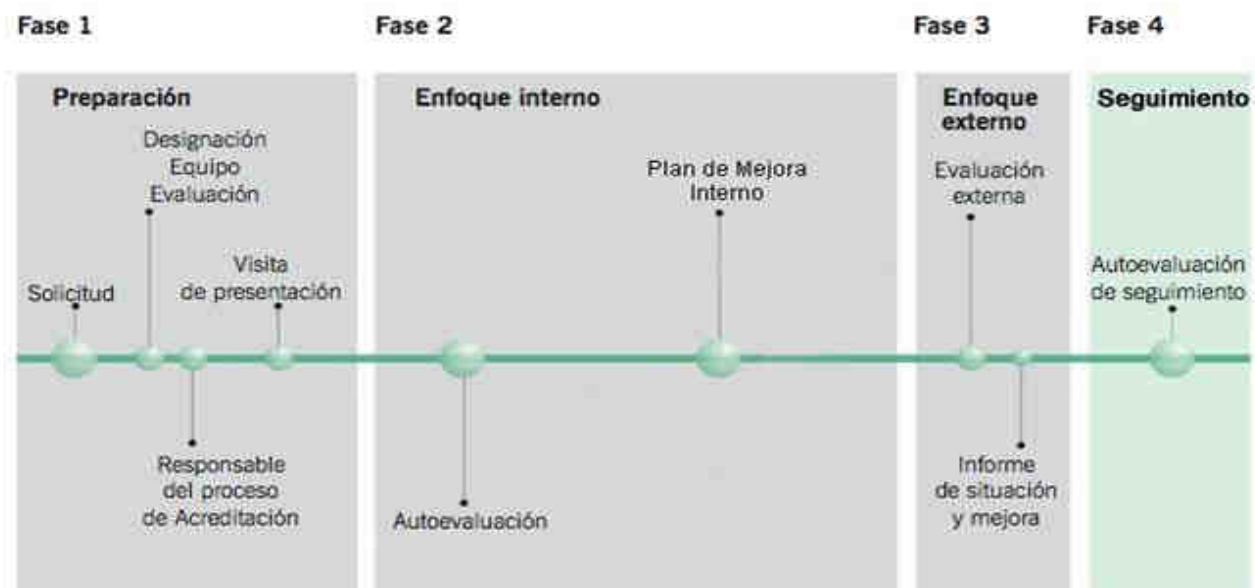 Fase 1
Fase 2
Fase 3
Fase 4
Preparación
Enfoque interno
Enfoque
externo
Seguimiento
Designación
Equipo
Evaluación
Plan de Mejora
Interno
Evaluación
externa
Visita
de presentación
Solicitud
Autoevaluación
de seguimiento
Responsable
del proceso
de Acreditación
Autoevaluación
Informe
de situación
y mejora